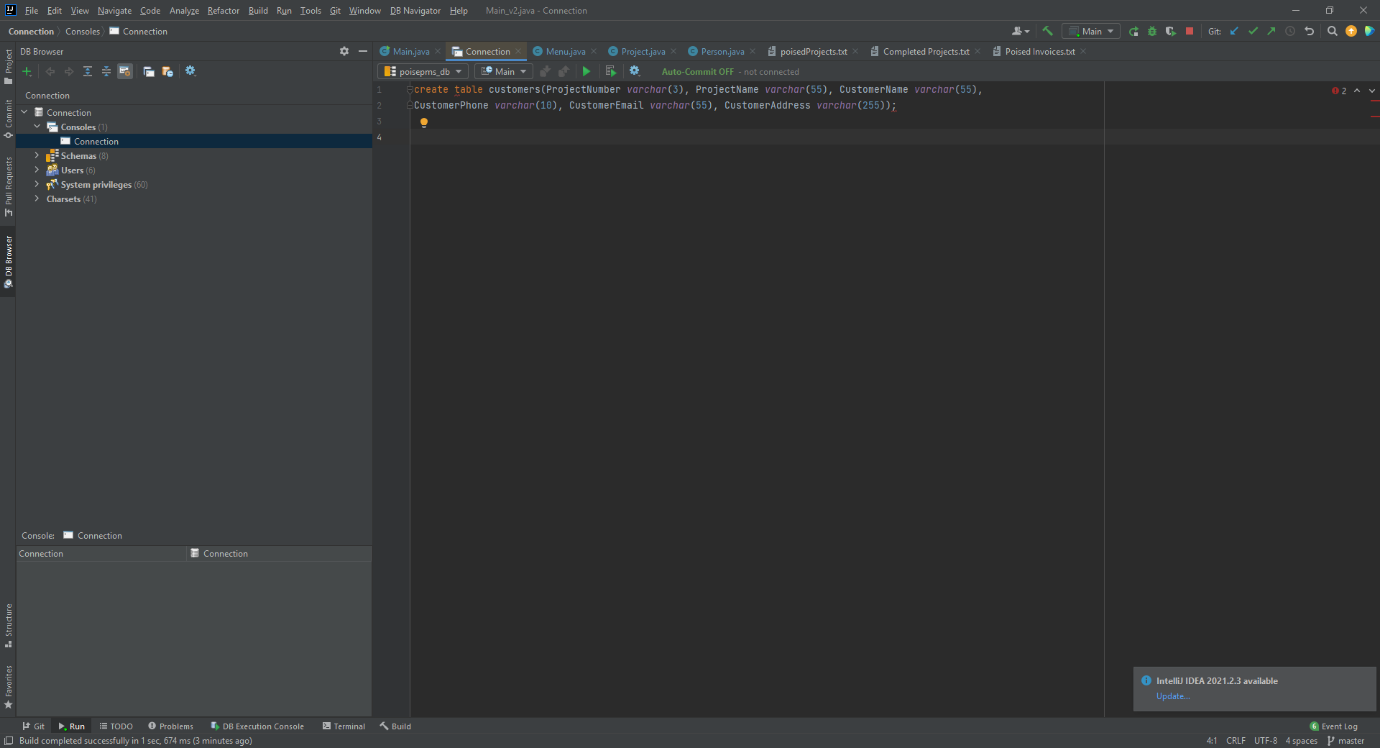 File Edit View Navigate Code Analyze Refactor Build Run Tools Git Window DB Navigator Help Main_v2.java - Connection
Connection Consoles Connection
Main Git:
DB Browser
Main.java Connection Menu.java Project.java Person.java poisedProjects.txt Completed Projects.txt Poised Invoices.txt
poisepms_db Main Auto-Commit OFF - not connected
Connection
Connection
Consoles (1)
Connection
Schemas (8)
Users (6)
System privileges (60)
Charsets (41)
1 create table customers(ProjectNumber varchar(3), ProjectName varchar(55), CustomerName varchar(55),
2 CustomerPhone varchar(10), CustomerEmail varchar(55), CustomerAddress varchar(255));
3
4
2
Project
Commit
Pull Requests
DB Browser
Structure
Favorites
Console: Connection
Connection Connection
IntelliJ IDEA 2021.2.3 available
Update...
Git Run TODO Problems DB Execution Console Terminal Build 6 Event Log
Build completed successfully in 1 sec, 674 ms (3 minutes ago) 4:1 CRLF UTF-8 4 spaces master